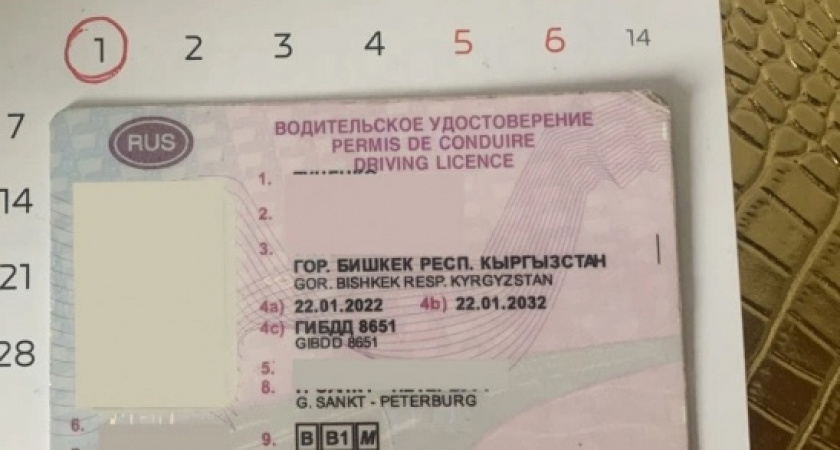 1 2 3 4 5 6 14
7
14
21
28
RUS
ВОДИТЕЛЬСКОЕ УДОСТОВЕРЕНИЕ
PERMIS DE CONDUIRE
DRIVING LICENCE
1.
2.
3.
ГОР. БИШКЕК РЕСП. КЫРГЫЗСТАН
GOR. BISHKEK RESP. KYRGYZSTAN
4a) 22.01.2022 4b) 22.01.2032
4c) ГИБДД 8651
GIBDD 8651
5.
8.
G. SANKT - PETERBURG
6.
9. B B1 M